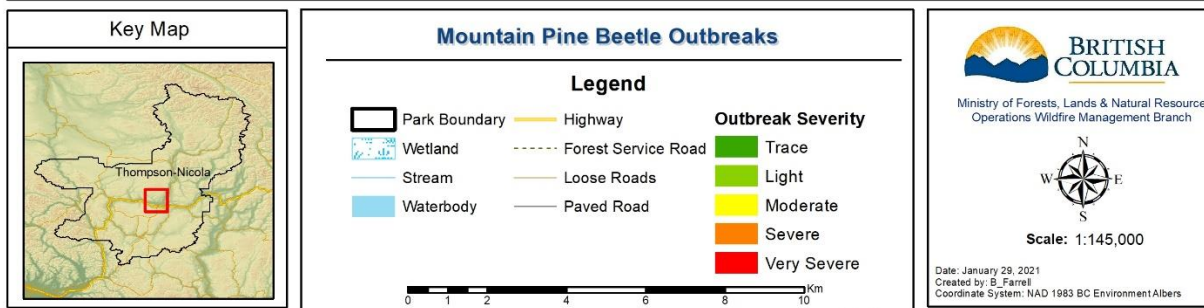 Key Map
Thompson-Nicola
Mountain Pine Beetle Outbreaks
Legend
Park Boundary
Wetland
Stream
Waterbody
Highway
Forest Service Road
Loose Roads
Paved Road
Outbreak Severity
Trace
Light
Moderate
Severe
Very Severe
0 1 2 4 6 8 10 Km
BRITISH
COLUMBIA
Ministry of Forests, Lands & Natural Resource
Operations Wildfire Management Branch
N
W E
S
Scale: 1:145,000
Date: January 29, 2021
Created by: B_Farrell
Coordinate System: NAD 1983 BC Environment Albers